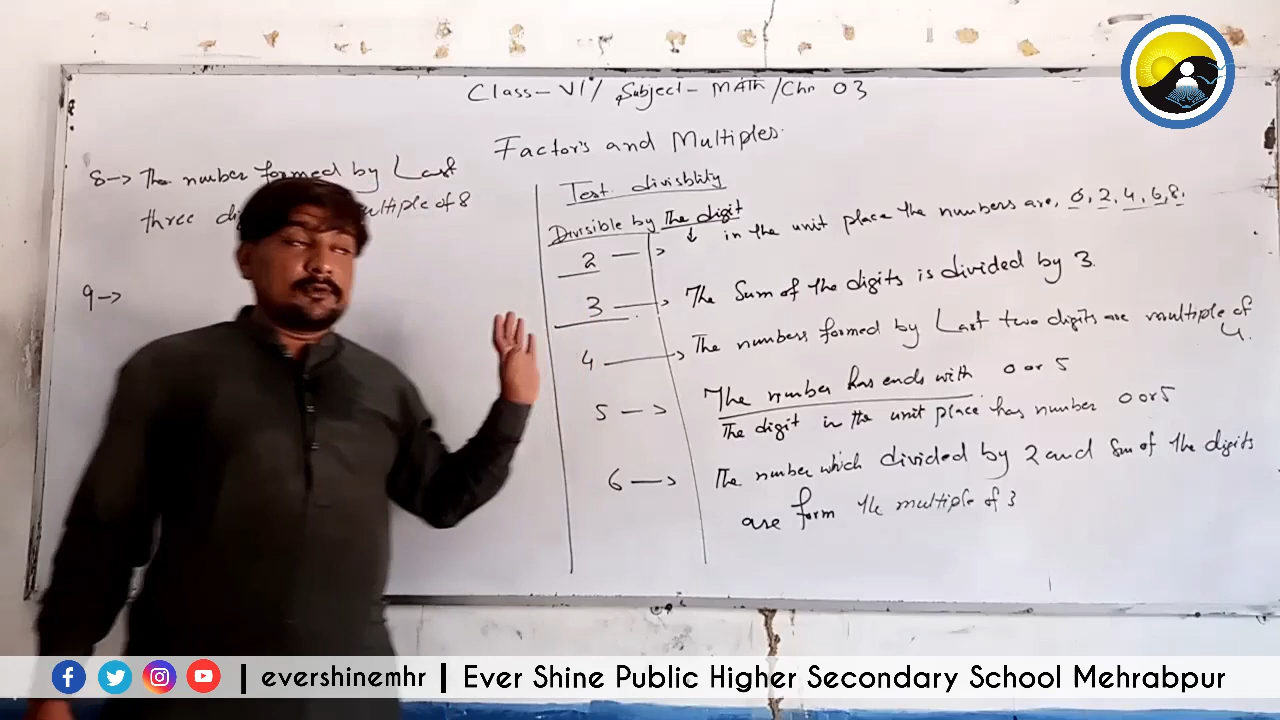 Class - VI / Subject - MATH / Chn 03
Factor's and Multiples.
8 → The number formed by Last
three multiple of 8
9 →
Test divisblity
Divisible by The digit
2 → in the unit place the numbers are, 0, 2, 4, 6, 8.
3 → The Sum of the digits is divided by 3.
4 → The numbers formed by Last two digits are multiple of
4.
5 → The number has ends with 0 or 5
The digit in the unit place has number 0 or 5
6 → The number which divided by 2 and Sum of the digits
are form the multiple of 3
| evershinemhr | Ever Shine Public Higher Secondary School Mehrabpur